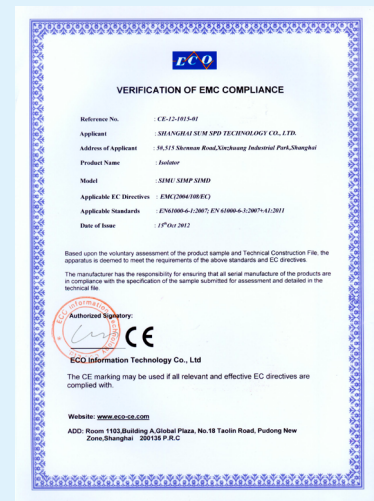 ECO
VERIFICATION OF EMC COMPLIANCE
Reference No. : CE-12-1015-01
Applicant : SHANGHAI SUM SPD TECHNOLOGY CO., LTD.
Address of Applicant : 50,515 Shennan Road,Xinzhuang Industrial Park,Shanghai
Product Name : Isolator
Model : SIMU SIMP SIMD
Applicable EC Directives : EMC(2004/108/EC)
Applicable Standards : EN61000-6-1:2007; EN 61000-6-3:2007+A1:2011
Date of Issue : 15th Oct 2012
Based upon the voluntary assessment of the product sample and Technical Construction File, the
apparatus is deemed to meet the requirements of the above standards and EC directives.
The manufacturer has the responsibility for ensuring that all serial manufacture of the products are
in compliance with the specification of the sample submitted for assessment and detailed in the
technical file.
Authorized Signatory:
CE
ECO Information Technology Co., Ltd
The CE marking may be used if all relevant and effective EC directives are
complied with.
Website: www.eco-ce.com
ADD: Room 1103,Building A,Global Plaza, No.18 Taolin Road, Pudong New
Zone,Shanghai 200135 P.R.C